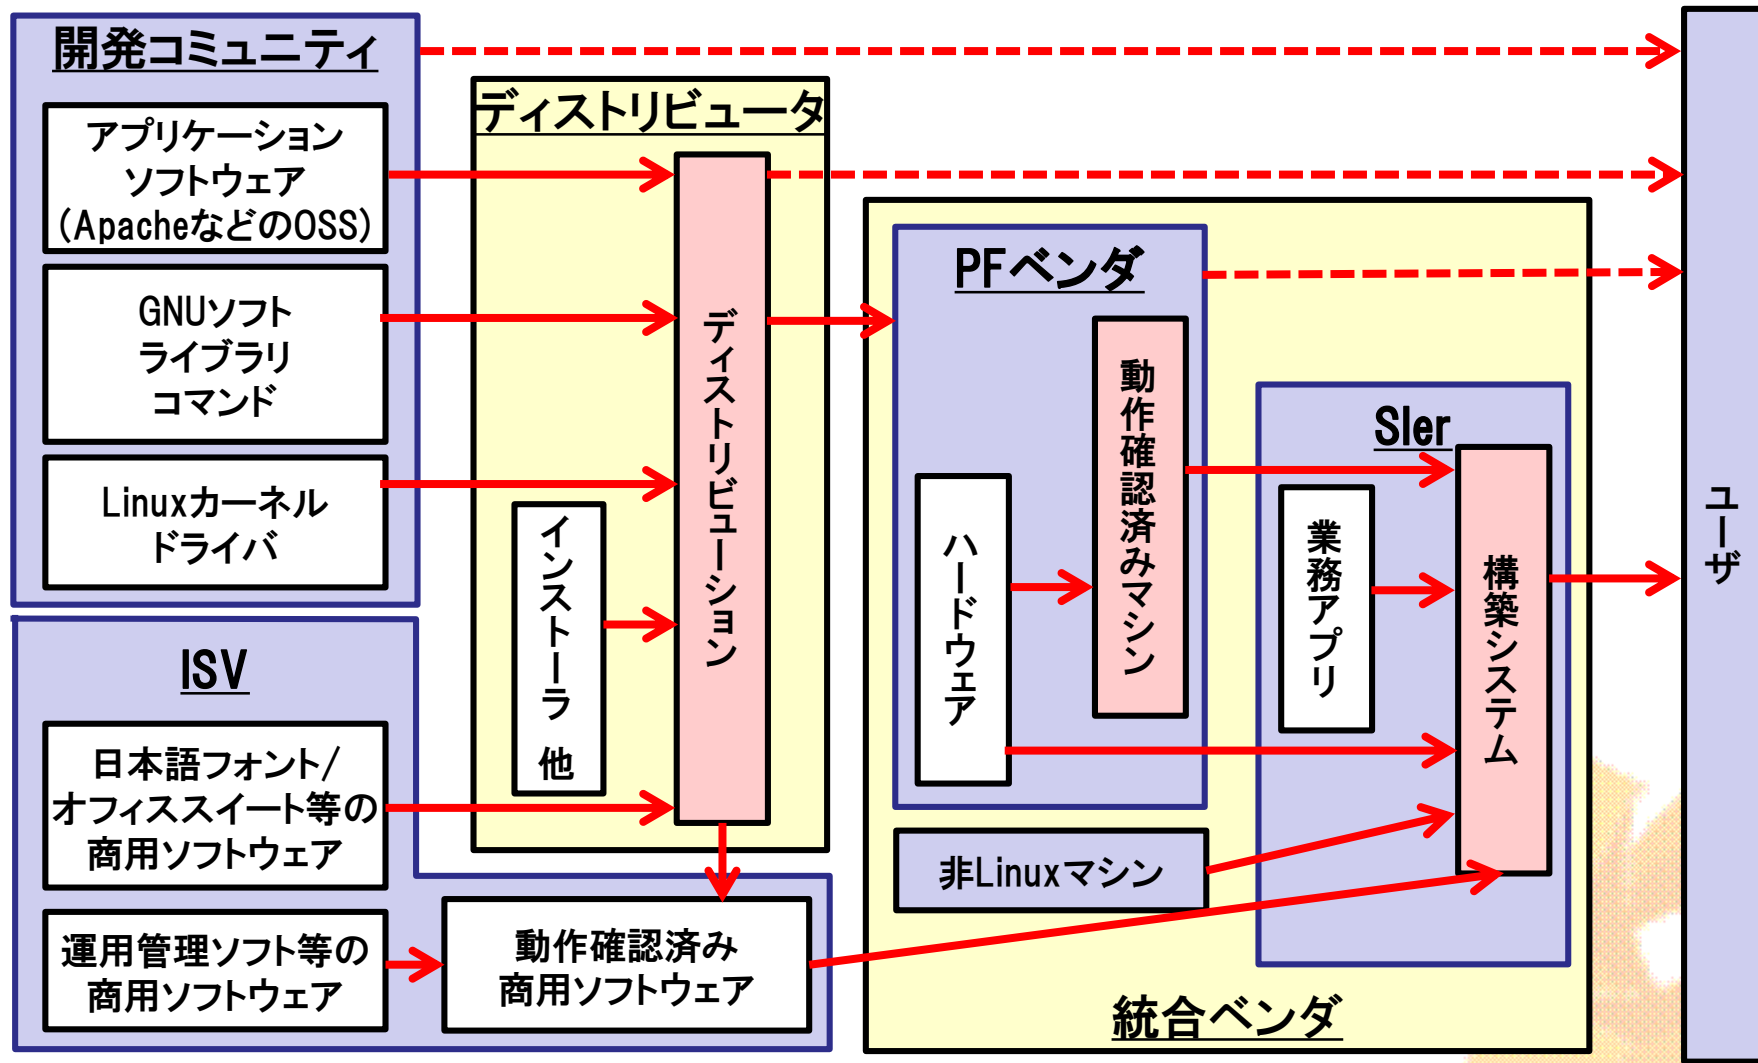 開発コミュニティ
アプリケーション
ソフトウェア
(ApacheなどのOSS)
GNUソフト
ライブラリ
コマンド
Linuxカーネル
ドライバ
ISV
日本語フォント/
オフィススイート等の
商用ソフトウェア
運用管理ソフト等の
商用ソフトウェア
動作確認済み
商用ソフトウェア
ディストリビュータ
インストーラ 他
ディストリビューション
PFベンダ
ハードウェア
動作確認済みマシン
非Linuxマシン
SIer
業務アプリ
構築システム
統合ベンダ
ユーザ